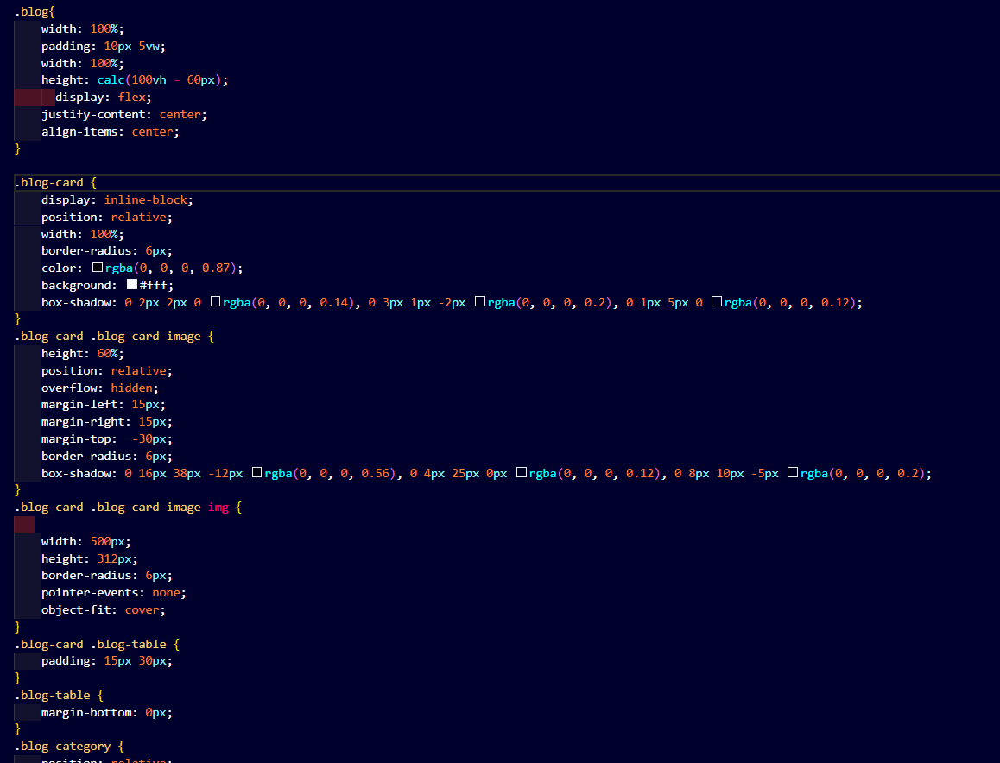 .blog{
    width: 100%;
    padding: 10px 5vw;
    width: 100%;
    height: calc(100vh - 60px);
      display: flex;
    justify-content: center;
    align-items: center;
}

.blog-card {
    display: inline-block;
    position: relative;
    width: 100%;
    border-radius: 6px;
    color: rgba(0, 0, 0, 0.87);
    background: #fff;
    box-shadow: 0 2px 2px 0 rgba(0, 0, 0, 0.14), 0 3px 1px -2px rgba(0, 0, 0, 0.2), 0 1px 5px 0 rgba(0, 0, 0, 0.12);
}
.blog-card .blog-card-image {
    height: 60%;
    position: relative;
    overflow: hidden;
    margin-left: 15px;
    margin-right: 15px;
    margin-top:  -30px;
    border-radius: 6px;
    box-shadow: 0 16px 38px -12px rgba(0, 0, 0, 0.56), 0 4px 25px 0px rgba(0, 0, 0, 0.12), 0 8px 10px -5px rgba(0, 0, 0, 0.2);
}
.blog-card .blog-card-image img {

    width: 500px;
    height: 312px;
    border-radius: 6px;
    pointer-events: none;
    object-fit: cover;
}
.blog-card .blog-table {
    padding: 15px 30px;
}
.blog-table {
    margin-bottom: 0px;
}
.blog-category {
    position: relative;